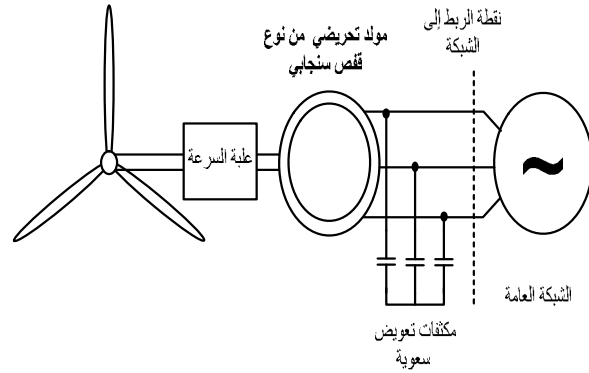 نقطة الربط إلى
الشبكة
مولد تحريضي من نوع
قفص سنجابي
علبة السرعة
~
الشبكة العامة
مكثفات تعويض
سعوية